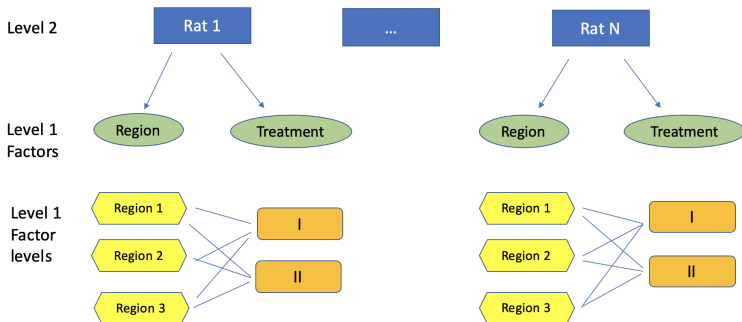 Level 2
Rat 1
...
Rat N
Level 1
Factors
Region
Treatment
Region
Treatment
Level 1
Factor
levels
Region 1
Region 2
Region 3
I
II
Region 1
Region 2
Region 3
I
II